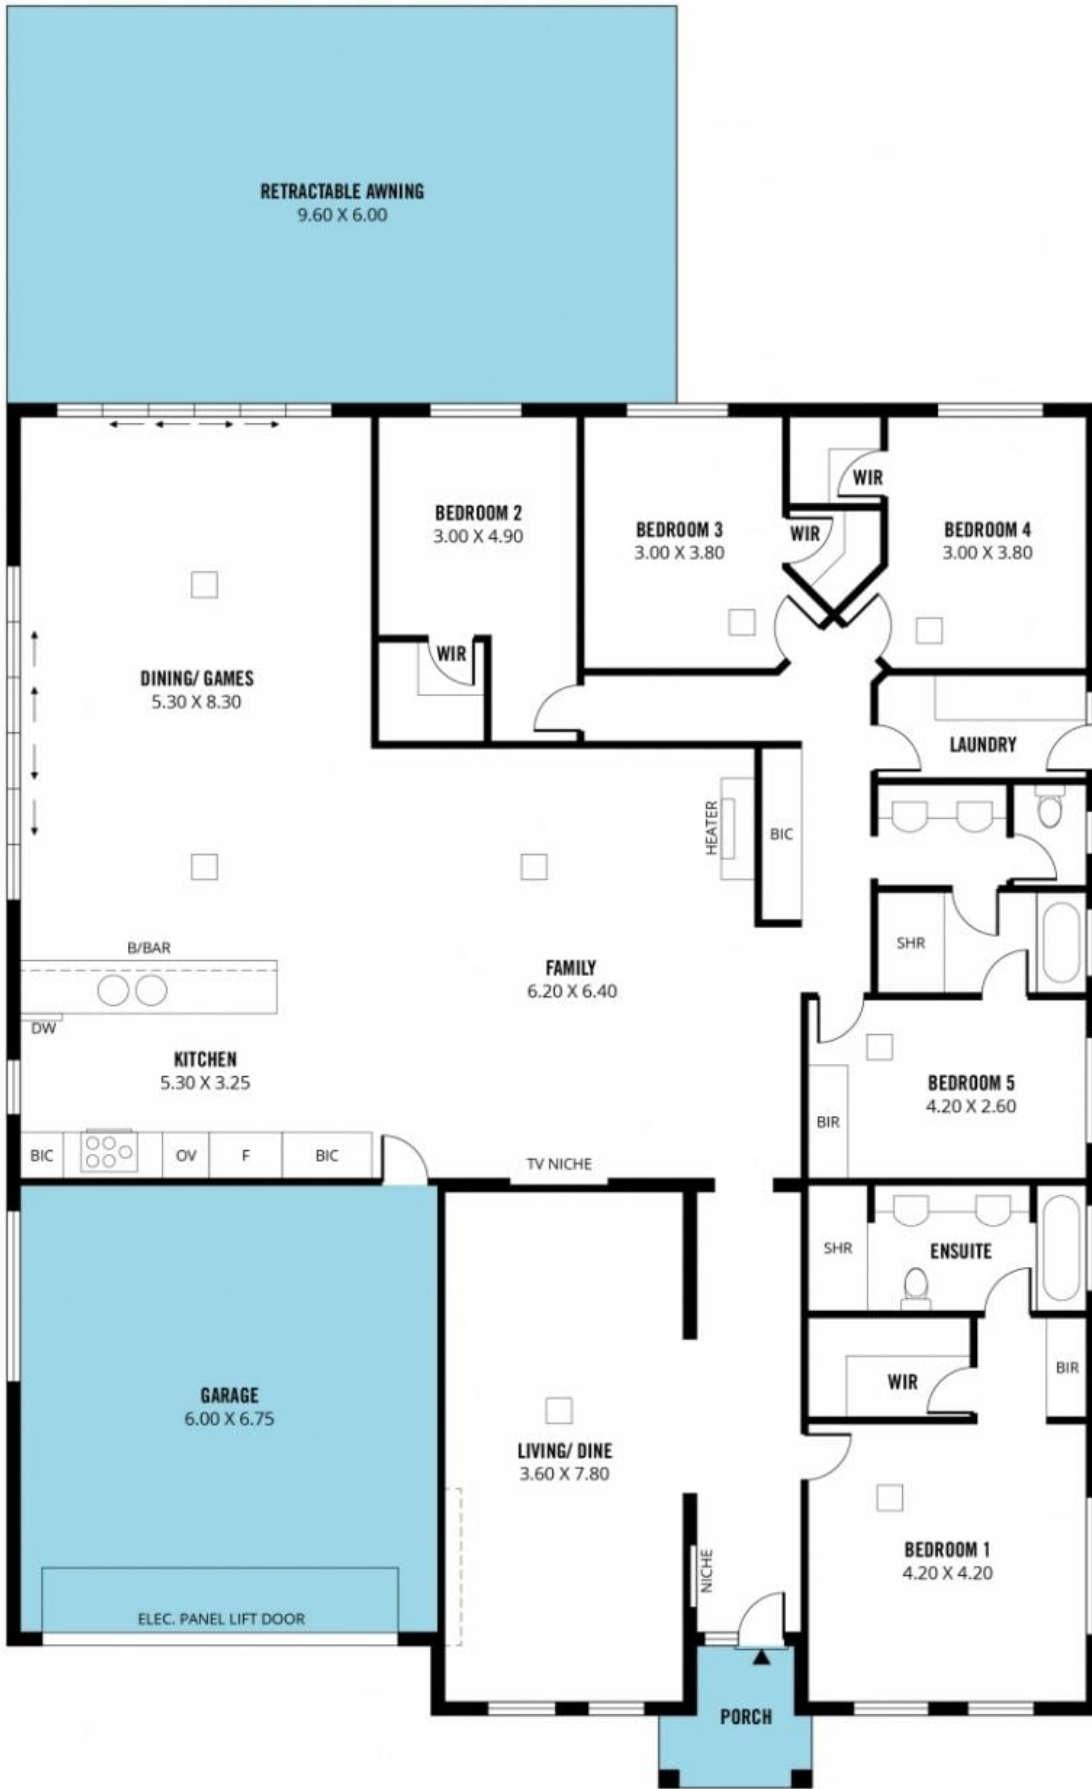 RETRACTABLE AWNING
9.60 X 6.00
WIR
BEDROOM 2
3.00 X 4.90
BEDROOM 3
3.00 X 3.80
WIR
BEDROOM 4
3.00 X 3.80
WIR
DINING/ GAMES
5.30 X 8.30
LAUNDRY
HEATER
BIC
B/BAR
SHR
FAMILY
6.20 X 6.40
DW
KITCHEN
5.30 X 3.25
BEDROOM 5
4.20 X 2.60
BIR
BIC
OV
F
BIC
TV NICHE
SHR
ENSUITE
BIR
WIR
GARAGE
6.00 X 6.75
LIVING/ DINE
3.60 X 7.80
BEDROOM 1
4.20 X 4.20
NICHE
ELEC. PANEL LIFT DOOR
PORCH